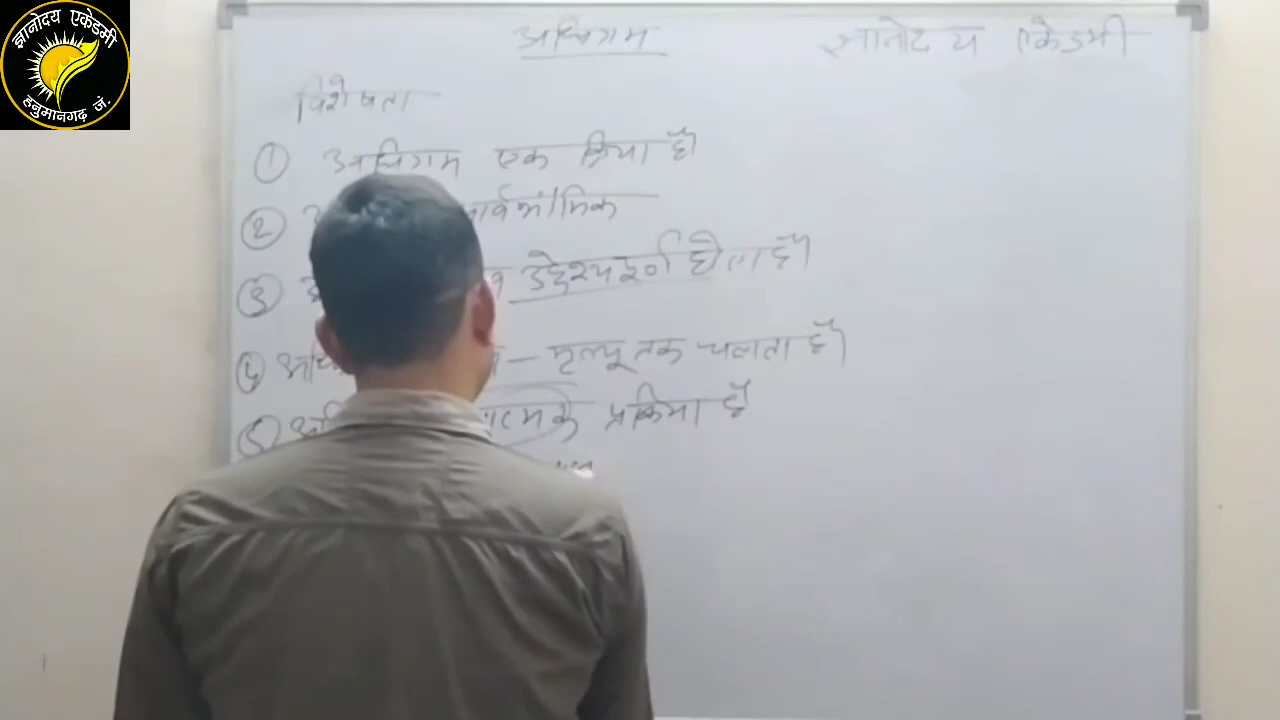 ज्ञानोदय एकेडमी
हनुमानगढ़ जं.
अधिगम
ज्ञानोदय एकेडमी
विशेषता
① अधिगम एक क्रिया है।
②
③ उद्देश्यपूर्ण होता है।
④ – मृत्यु तक चलता है।
⑤ प्रक्रिया है